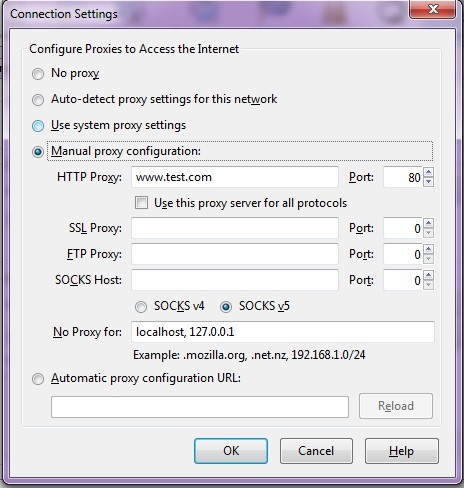 Connection Settings
Configure Proxies to Access the Internet
No proxy
Auto-detect proxy settings for this network
Use system proxy settings
Manual proxy configuration:
HTTP Proxy: www.test.com Port: 80
Use this proxy server for all protocols
SSL Proxy: Port: 0
FTP Proxy: Port: 0
SOCKS Host: Port: 0
SOCKS v4 SOCKS v5
No Proxy for: localhost, 127.0.0.1
Example: .mozilla.org, .net.nz, 192.168.1.0/24
Automatic proxy configuration URL:
Reload
OK Cancel Help